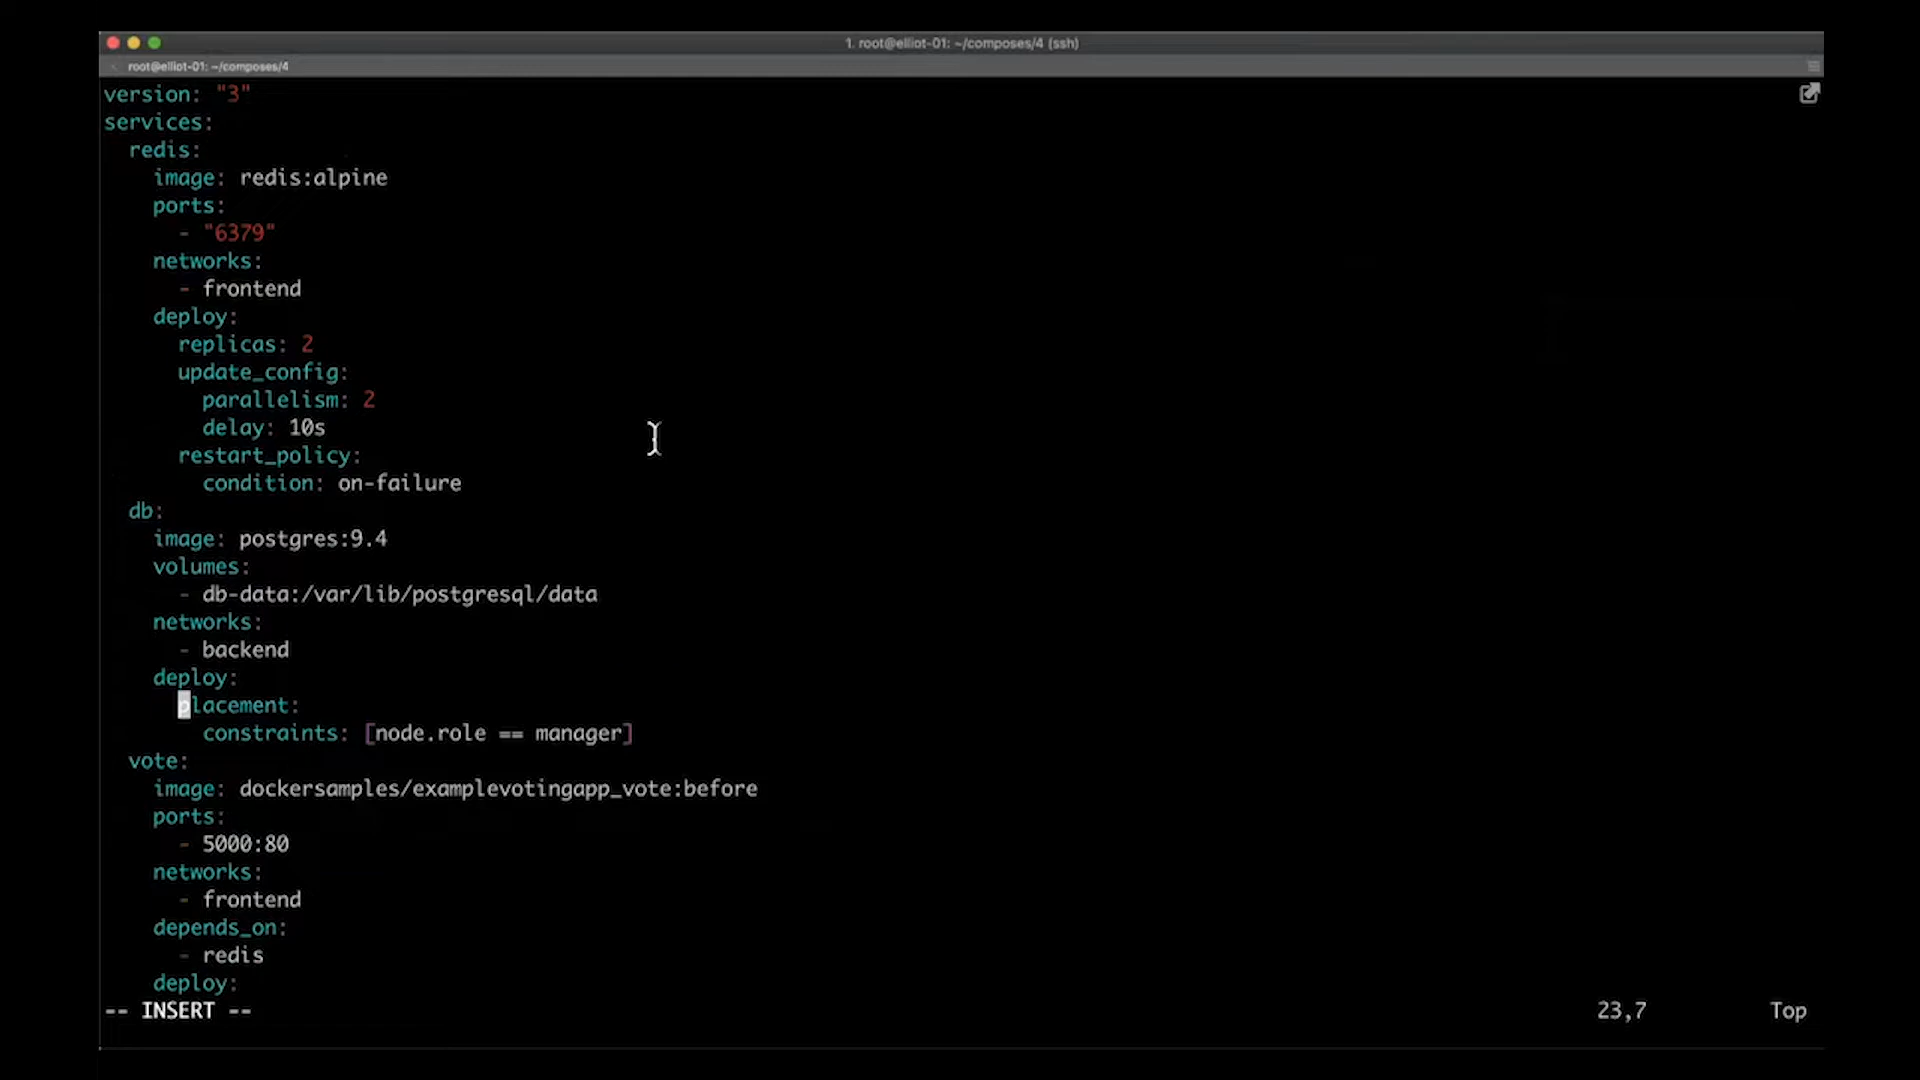 1. root@elliot-01: ~/composes/4 (ssh)
root@elliot-01: ~/composes/4
version: "3"
services:
  redis:
    image: redis:alpine
    ports:
      - "6379"
    networks:
      - frontend
    deploy:
      replicas: 2
      update_config:
        parallelism: 2
        delay: 10s
      restart_policy:
        condition: on-failure
  db:
    image: postgres:9.4
    volumes:
      - db-data:/var/lib/postgresql/data
    networks:
      - backend
    deploy:
      placement:
        constraints: [node.role == manager]
  vote:
    image: dockersamples/examplevotingapp_vote:before
    ports:
      - 5000:80
    networks:
      - frontend
    depends_on:
      - redis
    deploy:
-- INSERT -- 23,7 Top